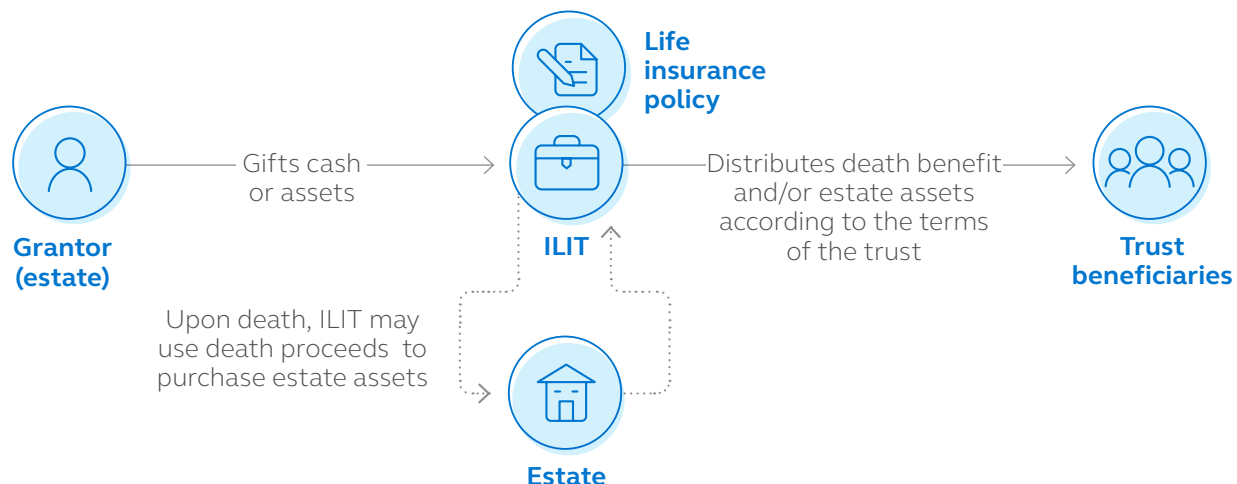 Life
insurance
policy
Gifts cash
or assets
Distributes death benefit
and/or estate assets
according to the terms
of the trust
Grantor
(estate)
ILIT
Trust
beneficiaries
Upon death, ILIT may
use death proceeds to
purchase estate assets
Estate